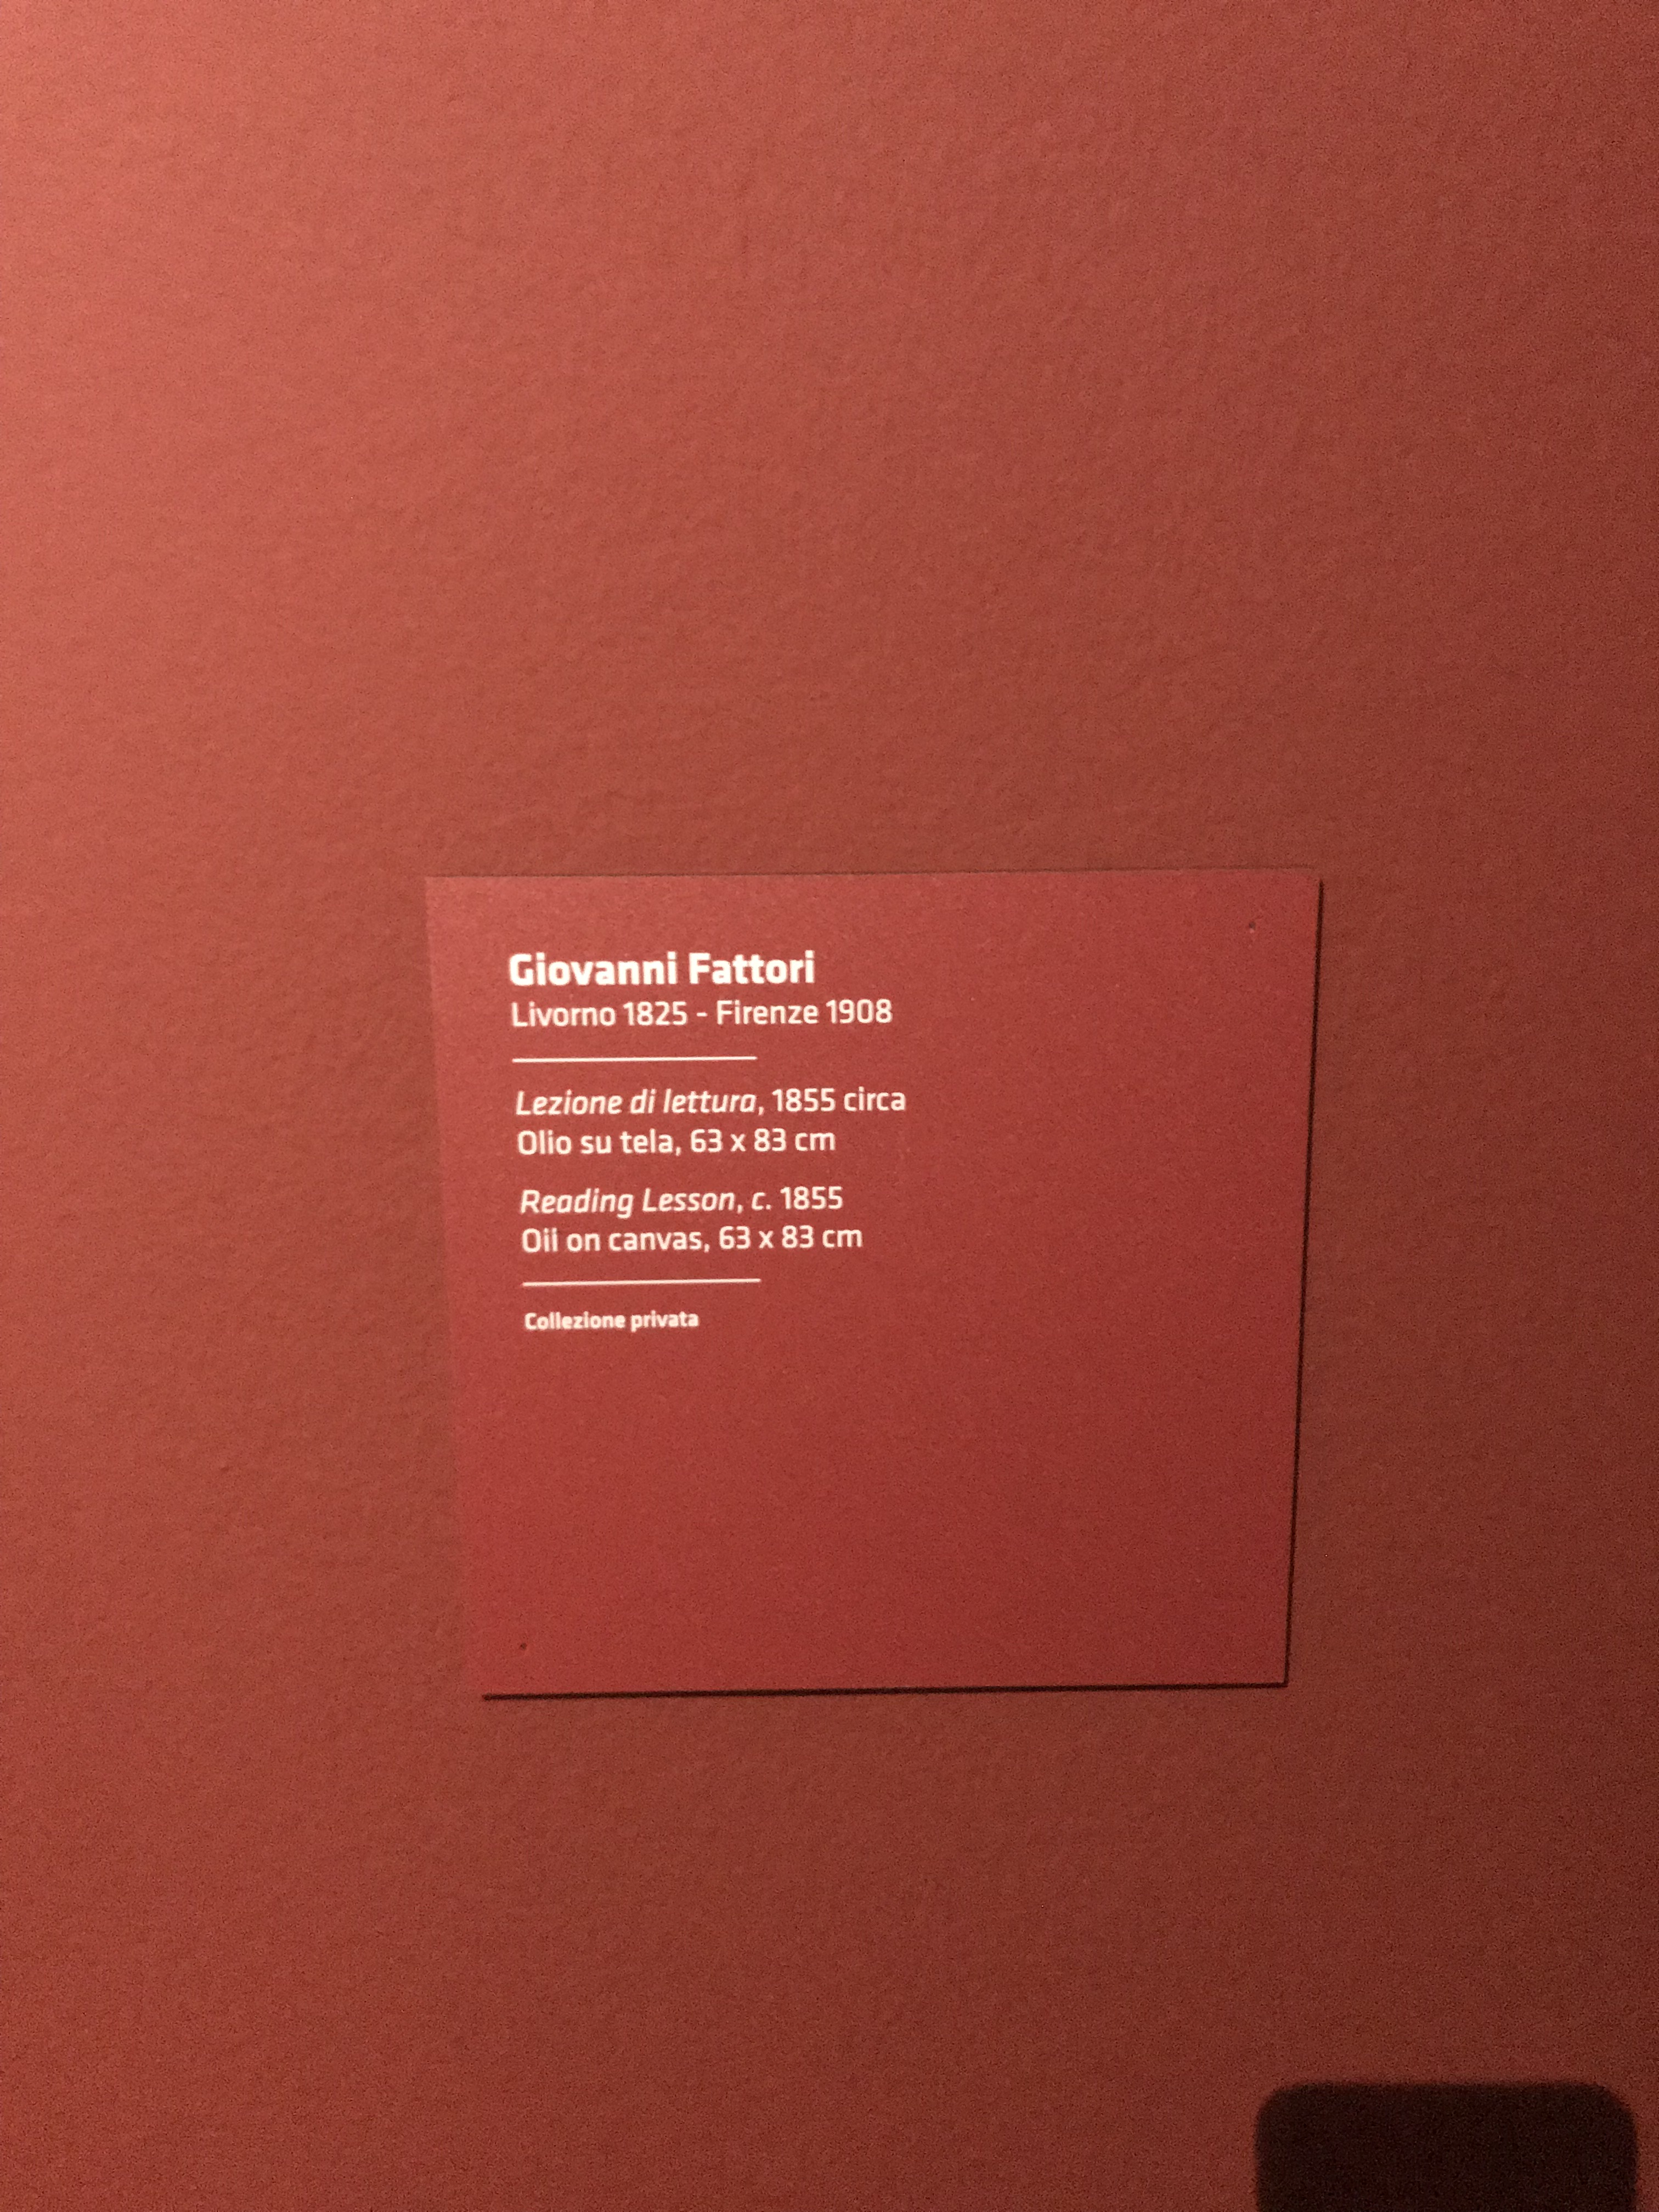 Giovanni Fattori
Livorno 1825 - Firenze 1908
Lezione di lettura, 1855 circa
Olio su tela, 63 x 83 cm
Reading Lesson, c. 1855
Oil on canvas, 63 x 83 cm
Collezione privata